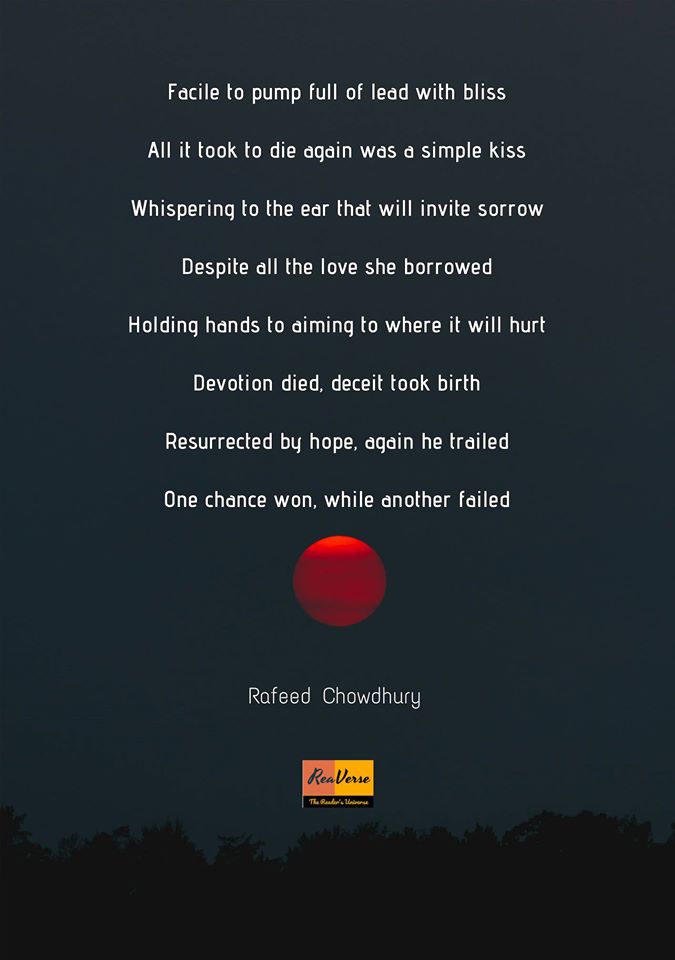 Facile to pump full of lead with bliss
All it took to die again was a simple kiss
Whispering to the ear that will invite sorrow
Despite all the love she borrowed
Holding hands to aiming to where it will hurt
Devotion died, deceit took birth
Resurrected by hope, again he trailed
One chance won, while another failed
Rafeed Chowdhury
ReaVerse
The Reader's Universe